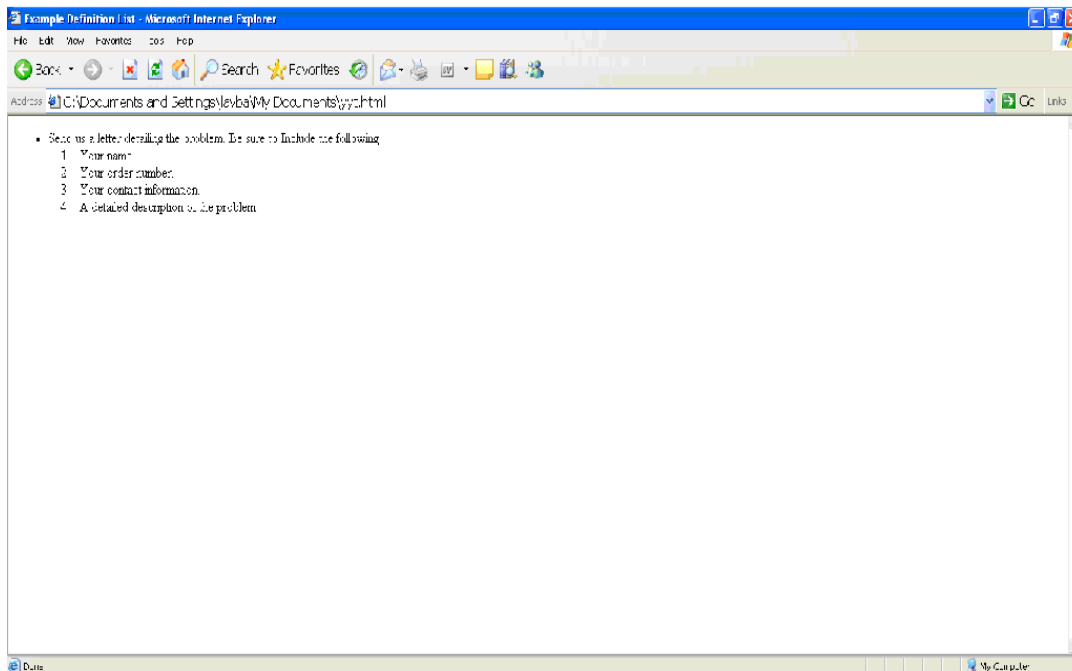 Example Definition List - Microsoft Internet Explorer
File Edit View Favorites Tools Help
Back Search Favorites
Address C:\Documents and Settings\ My Documents\ Go Links
Send us a letter detailing the problem. Be sure to Include the following
1 Your name
2 Your order number.
3 Your contact information.
4 A detailed description of the problem
Done My Computer